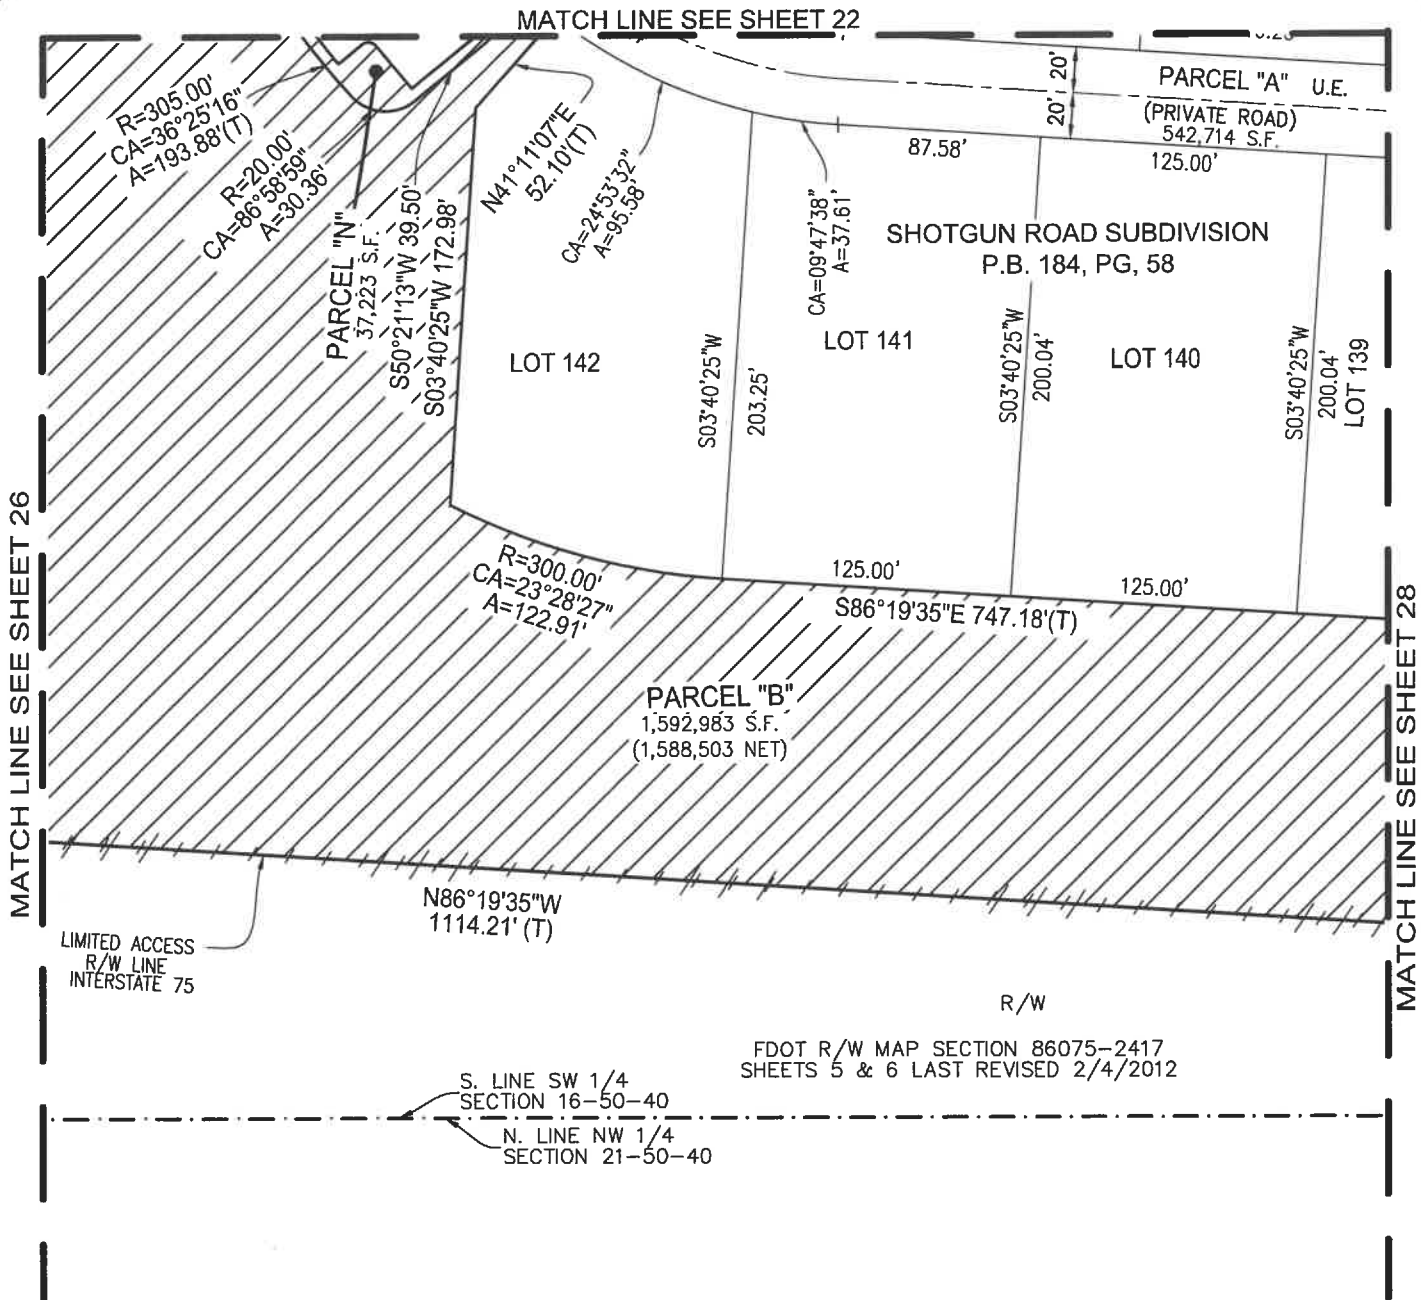 MATCH LINE SEE SHEET 22
R=305.00'
CA=36°25'16"
A=193.88'(T)
R=20.00'
CA=86°58'59"
A=30.36'
PARCEL "N"
37,223 S.F.
S50°21'13"W 39.50'
S03°40'25"W 172.98'
N41°11'07"E
52.10'(T)
CA=24°53'32"
A=95.58'
CA=09°47'38"
A=37.61'
20'
20'
PARCEL "A" U.E.
(PRIVATE ROAD)
542,714 S.F.
87.58'
125.00'
SHOTGUN ROAD SUBDIVISION
P.B. 184, PG, 58
LOT 142
S03°40'25"W
203.25'
LOT 141
S03°40'25"W
200.04'
LOT 140
S03°40'25"W
200.04'
LOT 139
MATCH LINE SEE SHEET 26
R=300.00'
CA=23°28'27"
A=122.91'
125.00'
125.00'
S86°19'35"E 747.18'(T)
PARCEL "B"
1,592,983 S.F.
(1,588,503 NET)
MATCH LINE SEE SHEET 28
N86°19'35"W
1114.21' (T)
LIMITED ACCESS
R/W LINE
INTERSTATE 75
R/W
FDOT R/W MAP SECTION 86075-2417
SHEETS 5 & 6 LAST REVISED 2/4/2012
S. LINE SW 1/4
SECTION 16-50-40
N. LINE NW 1/4
SECTION 21-50-40